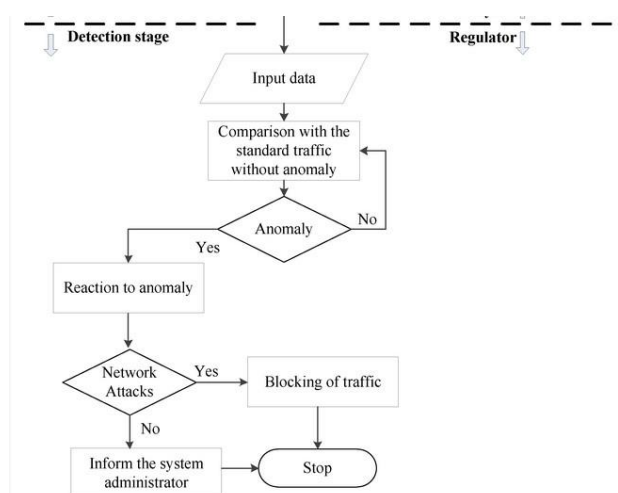 Detection stage
Regulator
Input data
Comparison with the
standard traffic
without anomaly
No
Anomaly
Yes
Reaction to anomaly
Network
Attacks
Yes
Blocking of traffic
No
Inform the system
administrator
Stop